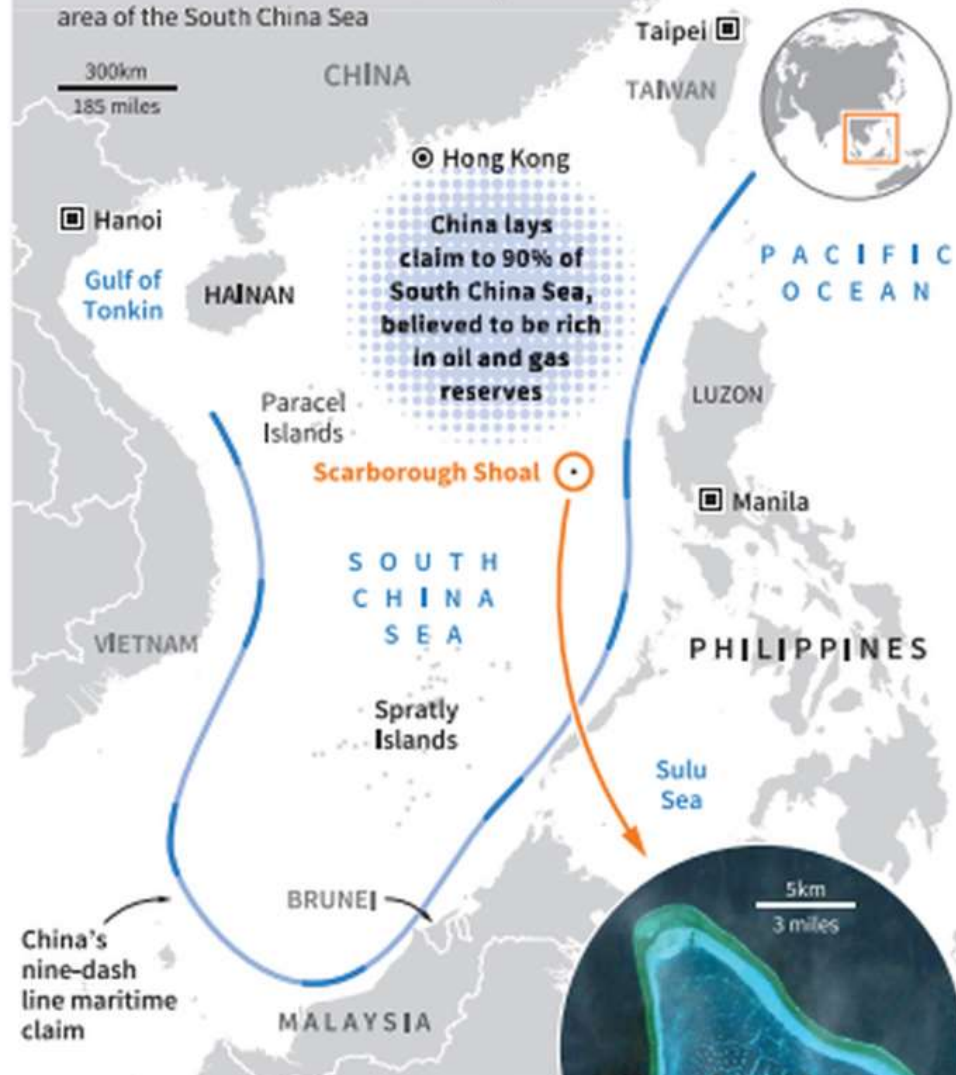 area of the South China Sea
300km
185 miles
CHINA
Taipei
TAIWAN
Hong Kong
Hanoi
Gulf of
Tonkin
HAINAN
China lays
claim to 90% of
South China Sea,
believed to be rich
in oil and gas
reserves
PACIFIC
OCEAN
LUZON
Paracel
Islands
Scarborough Shoal
Manila
SOUTH
CHINA
SEA
VIETNAM
PHILIPPINES
Spratly
Islands
Sulu
Sea
BRUNEI
China's
nine-dash
line maritime
claim
MALAYSIA
5km
3 miles